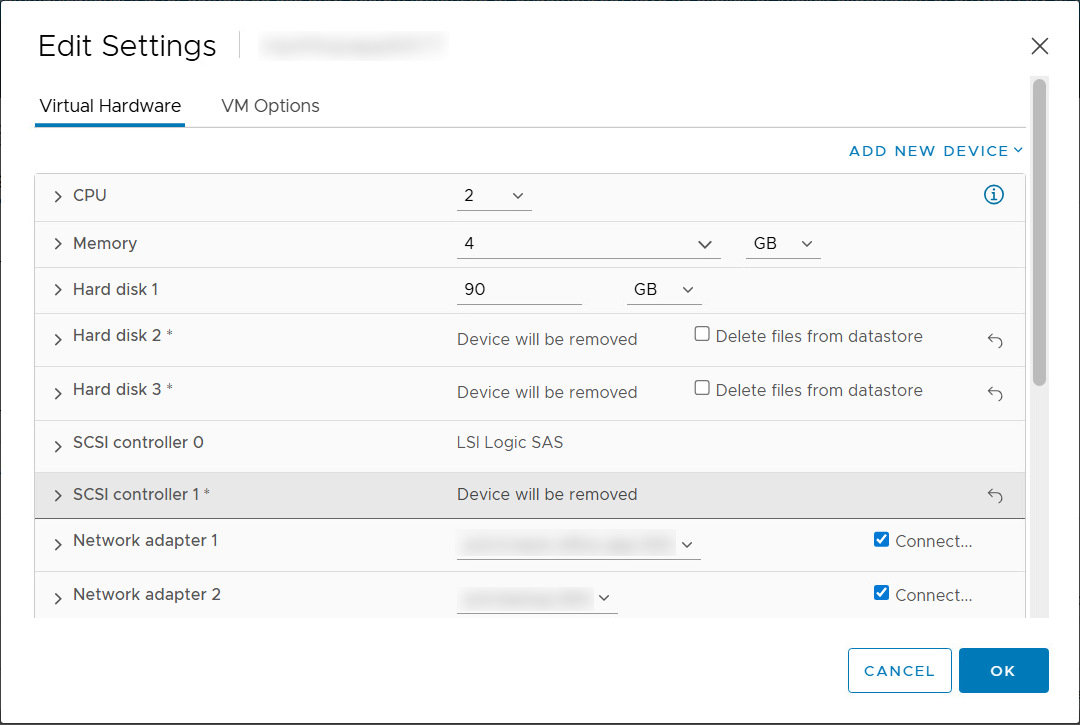 Edit Settings
Virtual Hardware VM Options
ADD NEW DEVICE
CPU 2
Memory 4 GB
Hard disk 1 90 GB
Hard disk 2 * Device will be removed Delete files from datastore
Hard disk 3 * Device will be removed Delete files from datastore
SCSI controller 0 LSI Logic SAS
SCSI controller 1 * Device will be removed
Network adapter 1 Connect...
Network adapter 2 Connect...
CANCEL OK